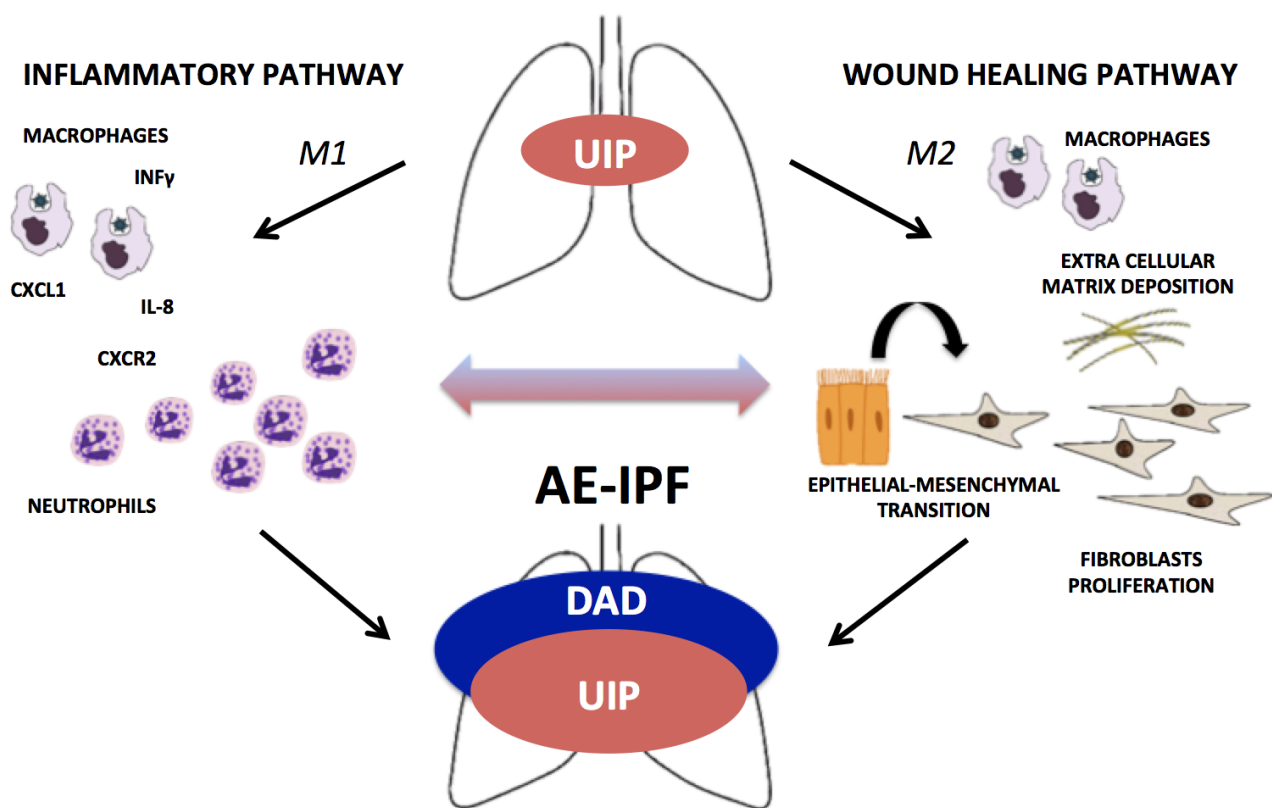 INFLAMMATORY PATHWAY
MACROPHAGES
INFγ
M1
CXCL1
IL-8
CXCR2
NEUTROPHILS
UIP
WOUND HEALING PATHWAY
M2
MACROPHAGES
EXTRA CELLULAR
MATRIX DEPOSITION
EPITHELIAL-MESENCHYMAL
TRANSITION
FIBROBLASTS
PROLIFERATION
AE-IPF
DAD
UIP